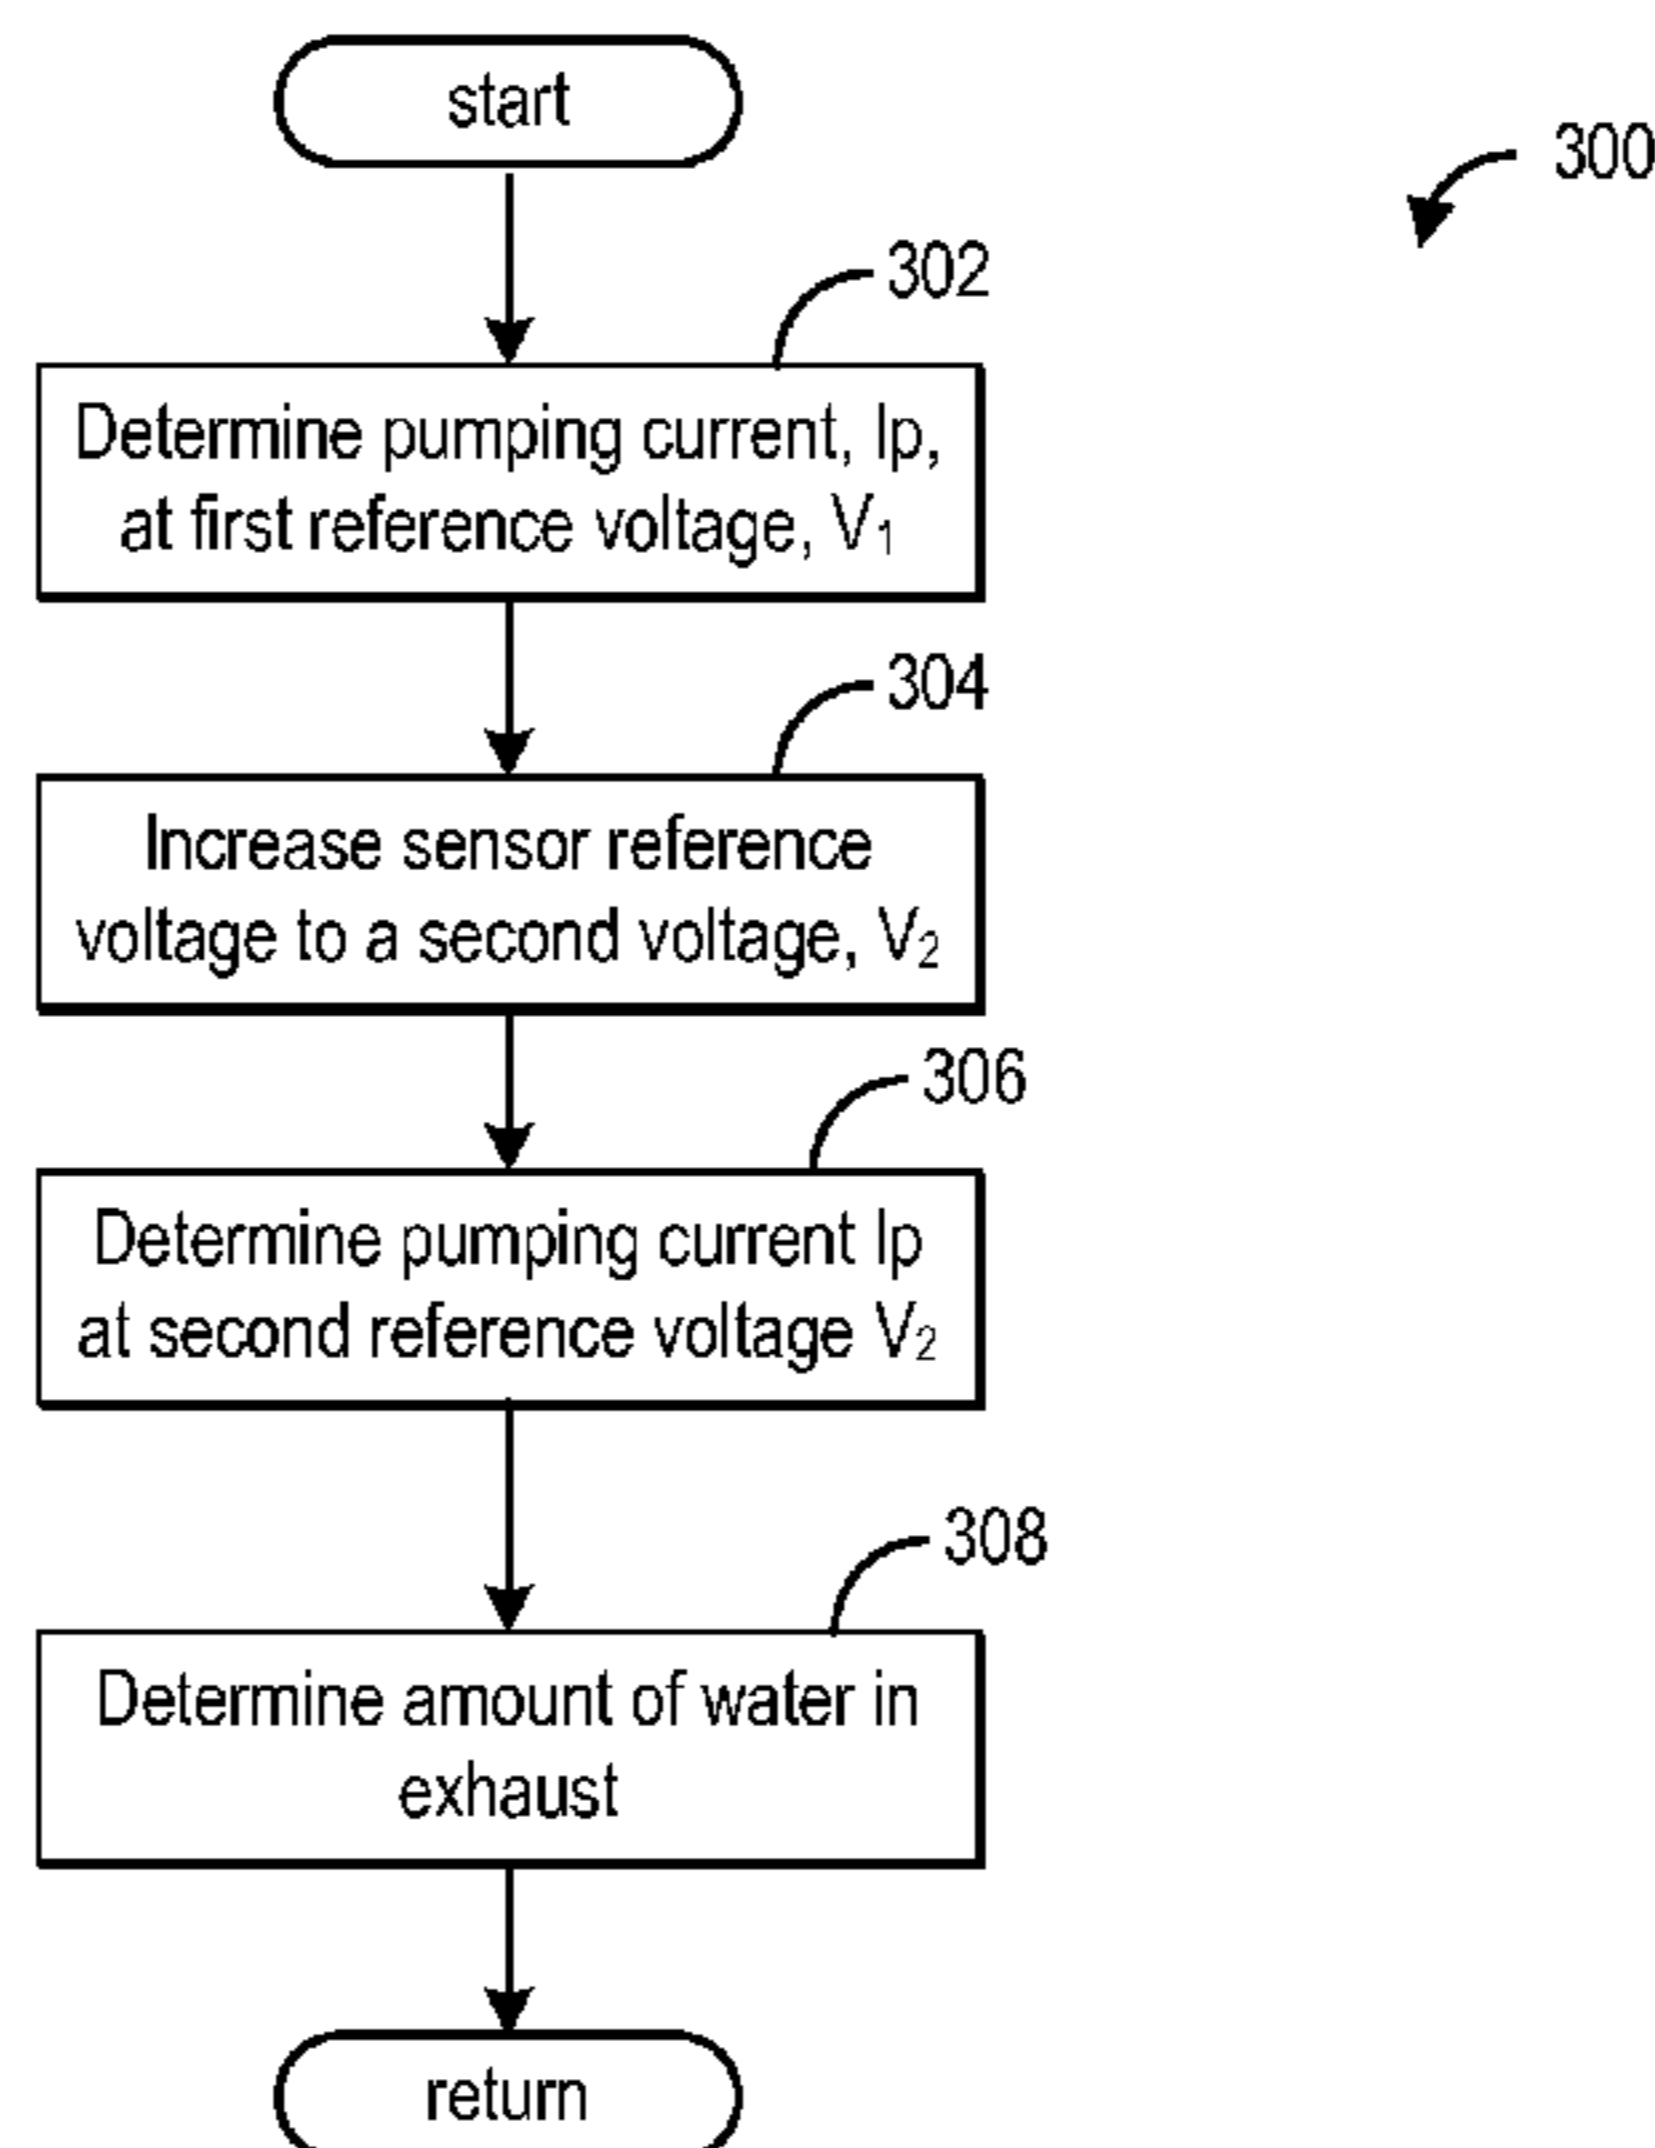 start
300
302
Determine pumping current, Ip,
at first reference voltage, V₁
304
Increase sensor reference
voltage to a second voltage, V₂
306
Determine pumping current Ip
at second reference voltage V₂
308
Determine amount of water in
exhaust
return